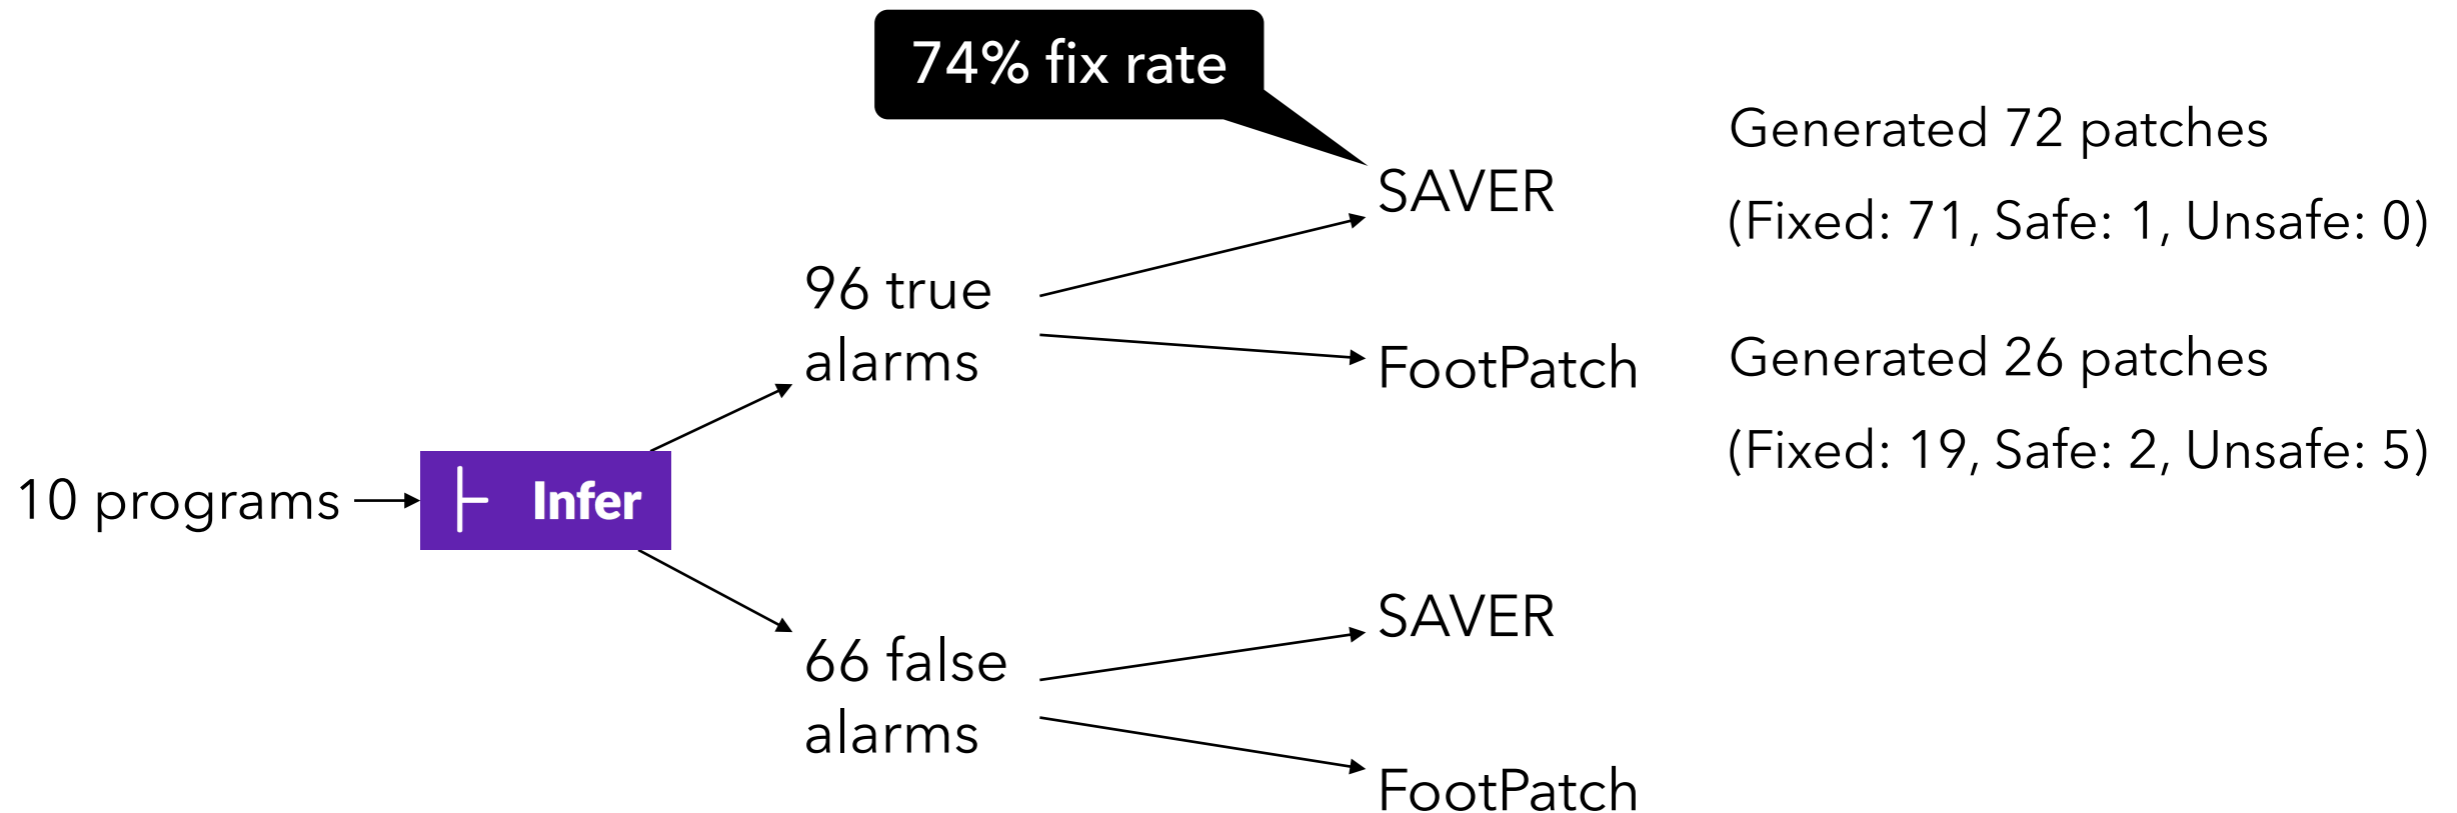 74% fix rate
Generated 72 patches
SAVER
(Fixed: 71, Safe: 1, Unsafe: 0)
96 true
alarms
FootPatch
Generated 26 patches
(Fixed: 19, Safe: 2, Unsafe: 5)
10 programs
Infer
SAVER
66 false
alarms
FootPatch